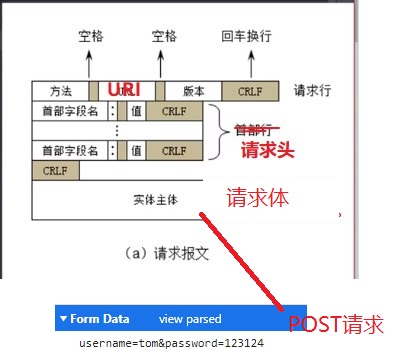 空格 空格 回车换行
方法 URI 版本 CRLF 请求行
首部字段名 : 值 CRLF
⋮ 首部行
首部字段名 : 值 CRLF 请求头
CRLF
实体主体 请求体
(a) 请求报文
POST请求
▼ Form Data view parsed
username=tom&password=123124